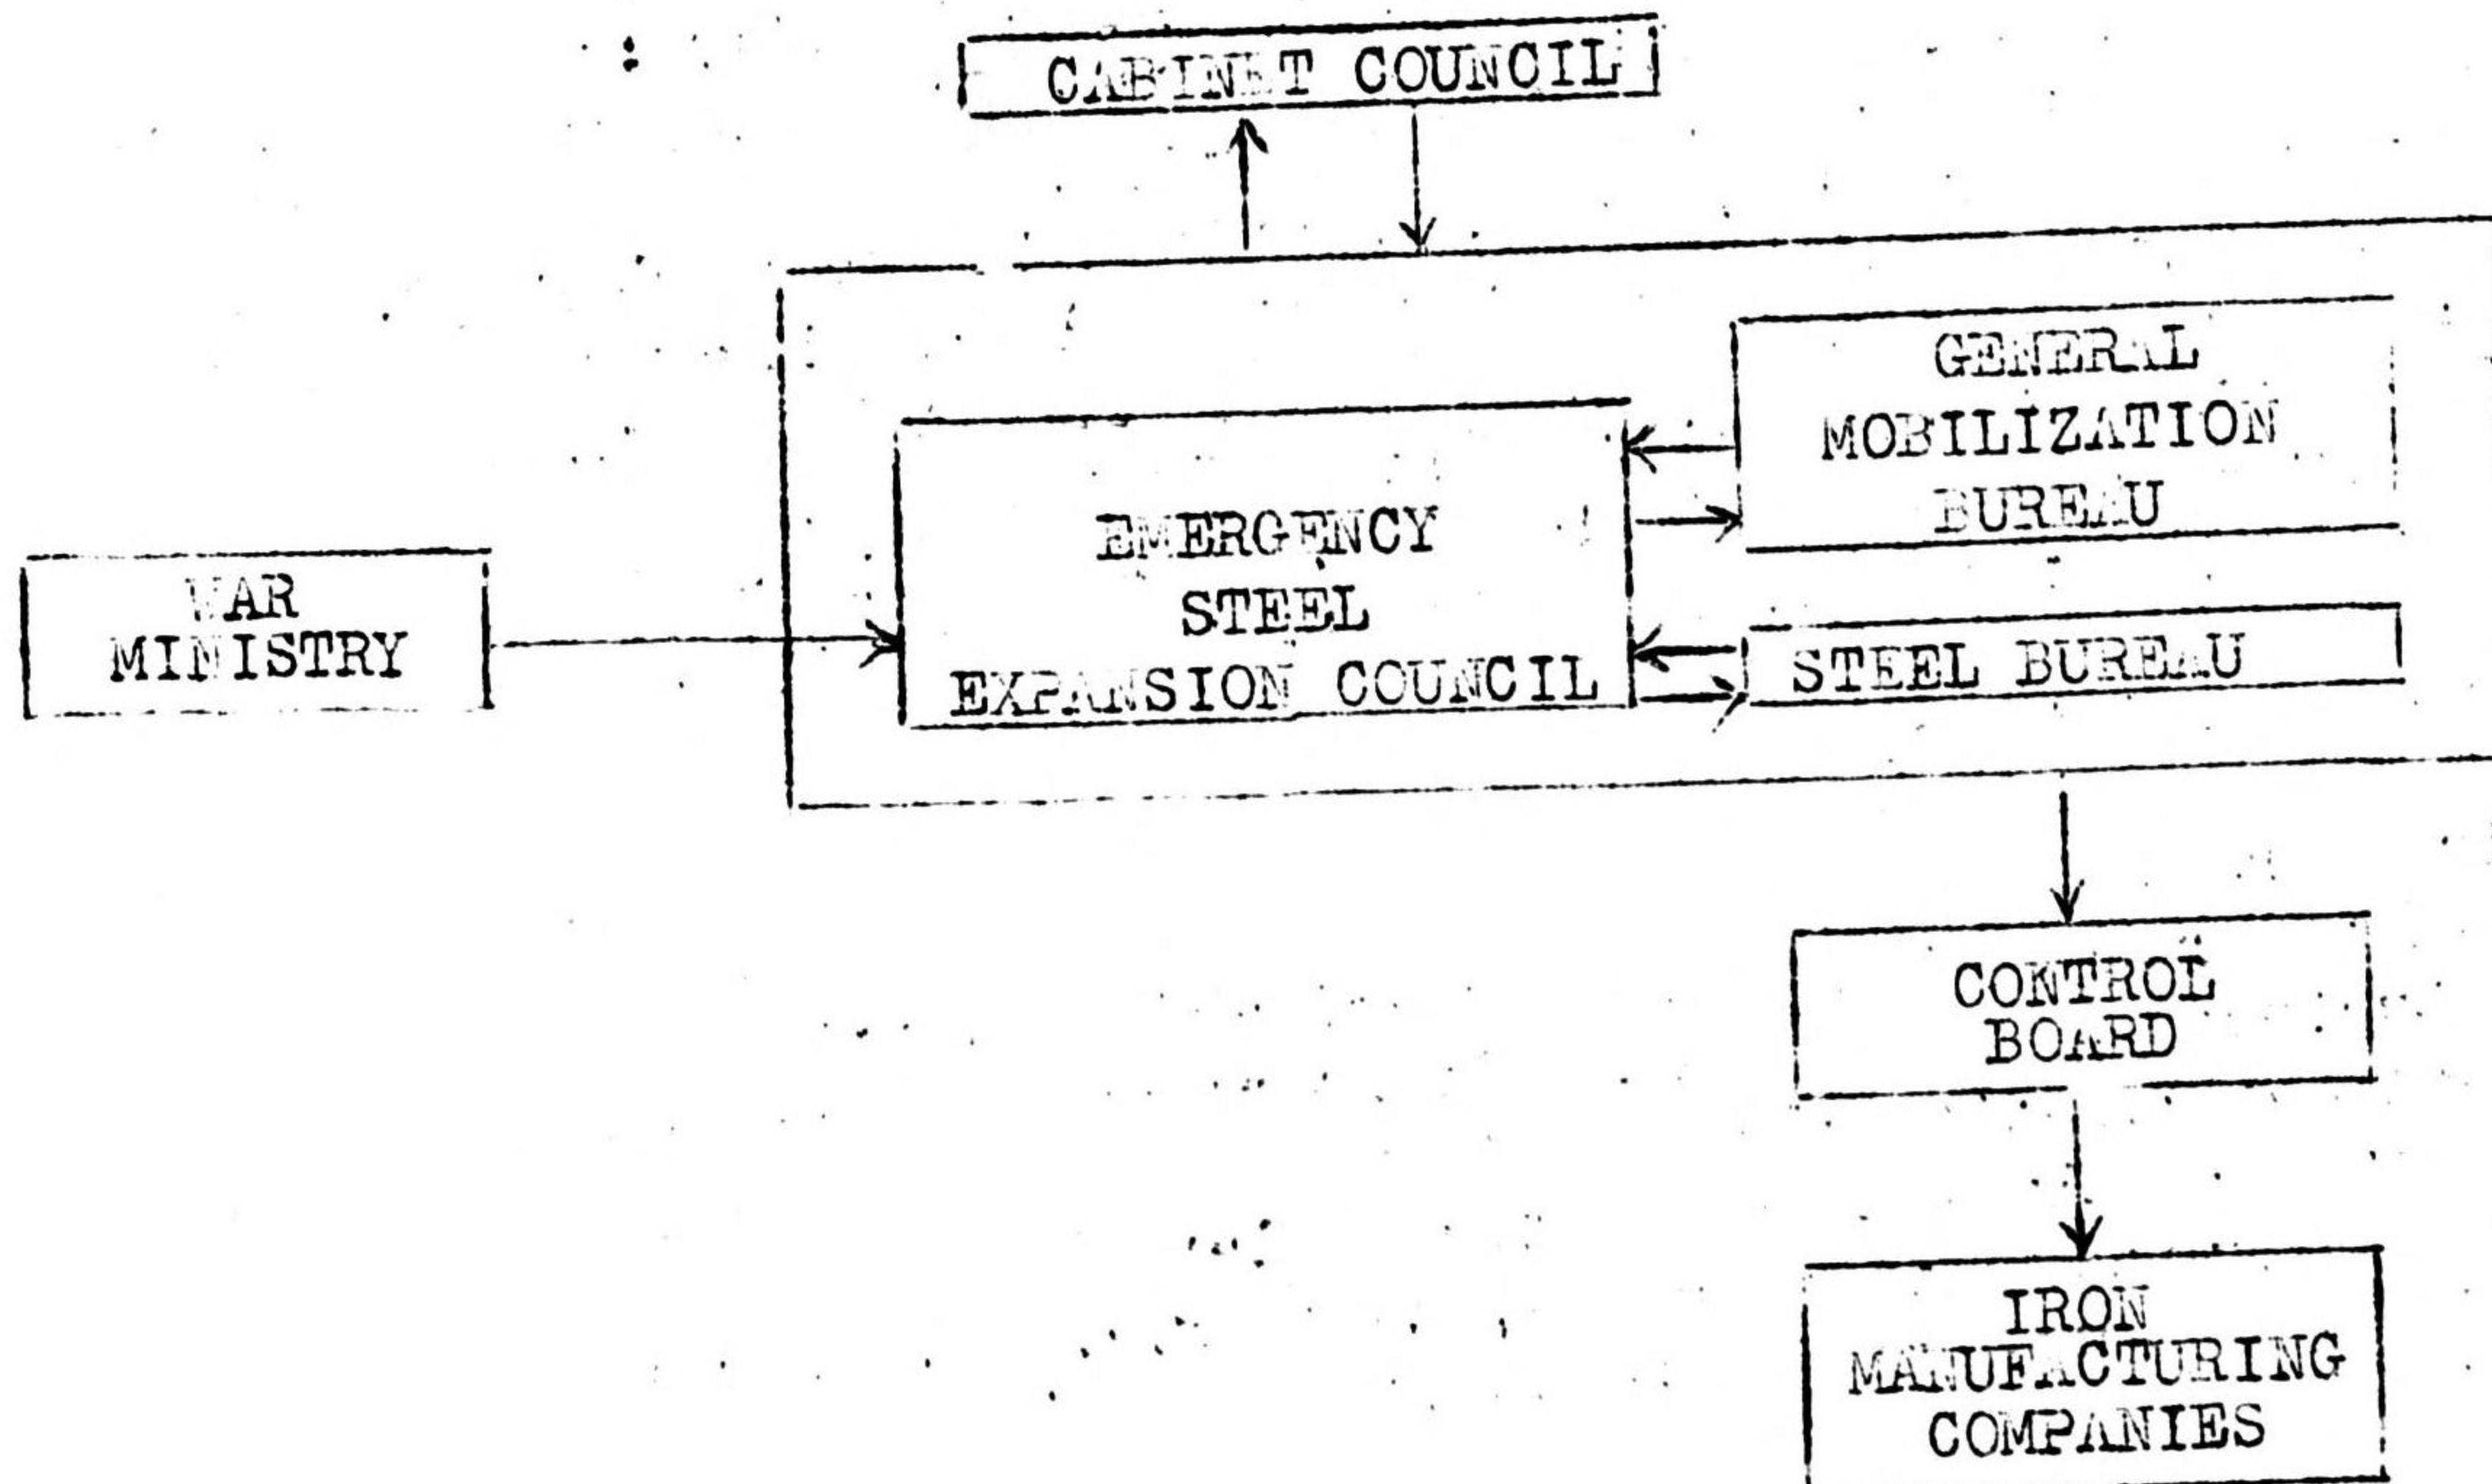 CABINET COUNCIL
GENERAL
MOBILIZATION
BUREAU
EMERGENCY
STEEL
EXPANSION COUNCIL
WAR
MINISTRY
STEEL BUREAU
CONTROL
BOARD
IRON
MANUFACTURING
COMPANIES